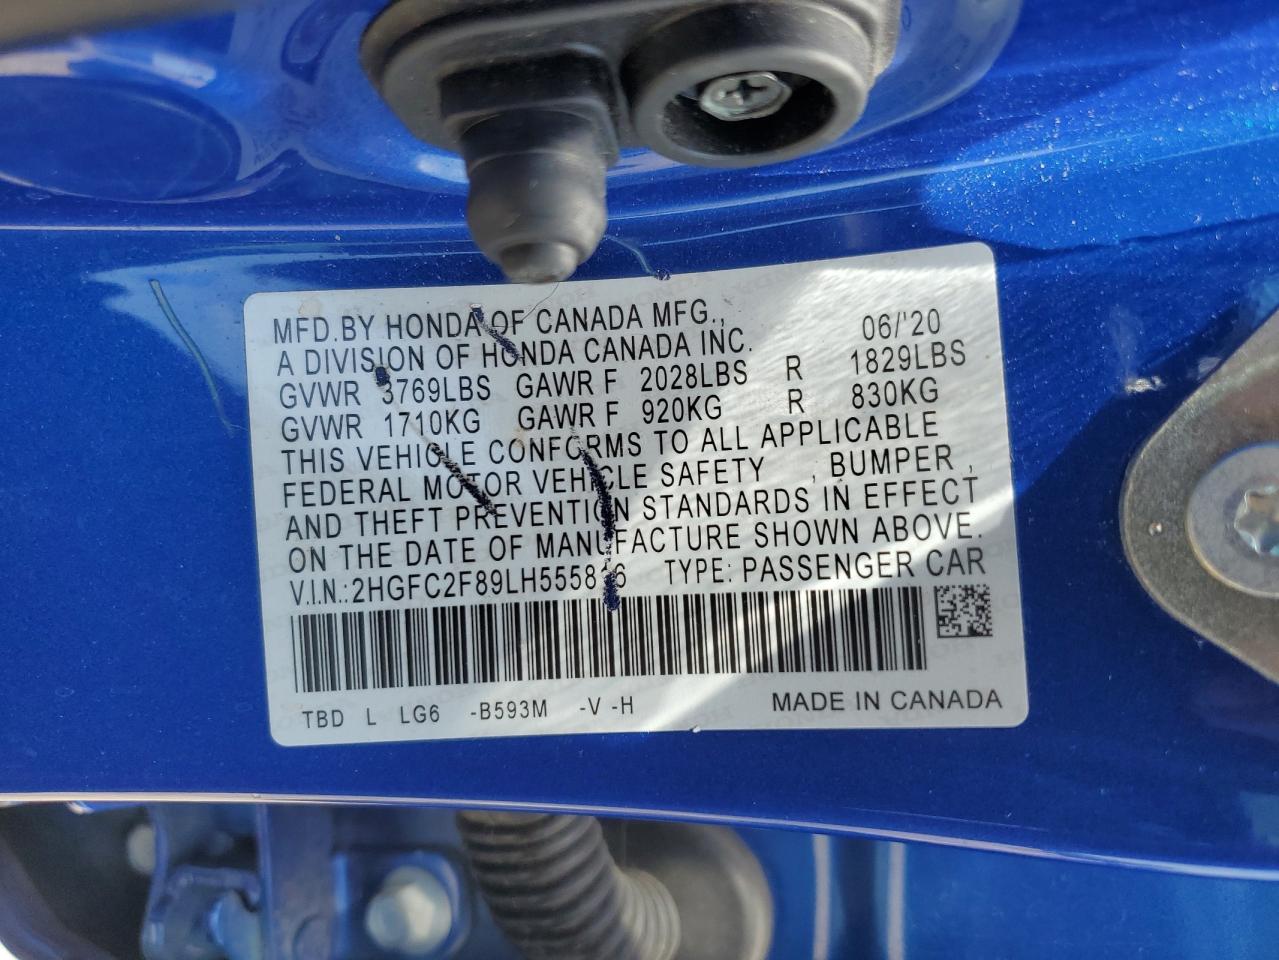 MFD.BY HONDA OF CANADA MFG.,
A DIVISION OF HONDA CANADA INC. 06/'20
GVWR 3769LBS GAWR F 2028LBS R 1829LBS
GVWR 1710KG GAWR F 920KG R 830KG
THIS VEHICLE CONFORMS TO ALL APPLICABLE
FEDERAL MOTOR VEHICLE SAFETY , BUMPER,
AND THEFT PREVENTION STANDARDS IN EFFECT
ON THE DATE OF MANUFACTURE SHOWN ABOVE.
V.I.N.: 2HGFC2F89LH555816 TYPE: PASSENGER CAR
TBD L LG6 -B593M -V -H MADE IN CANADA